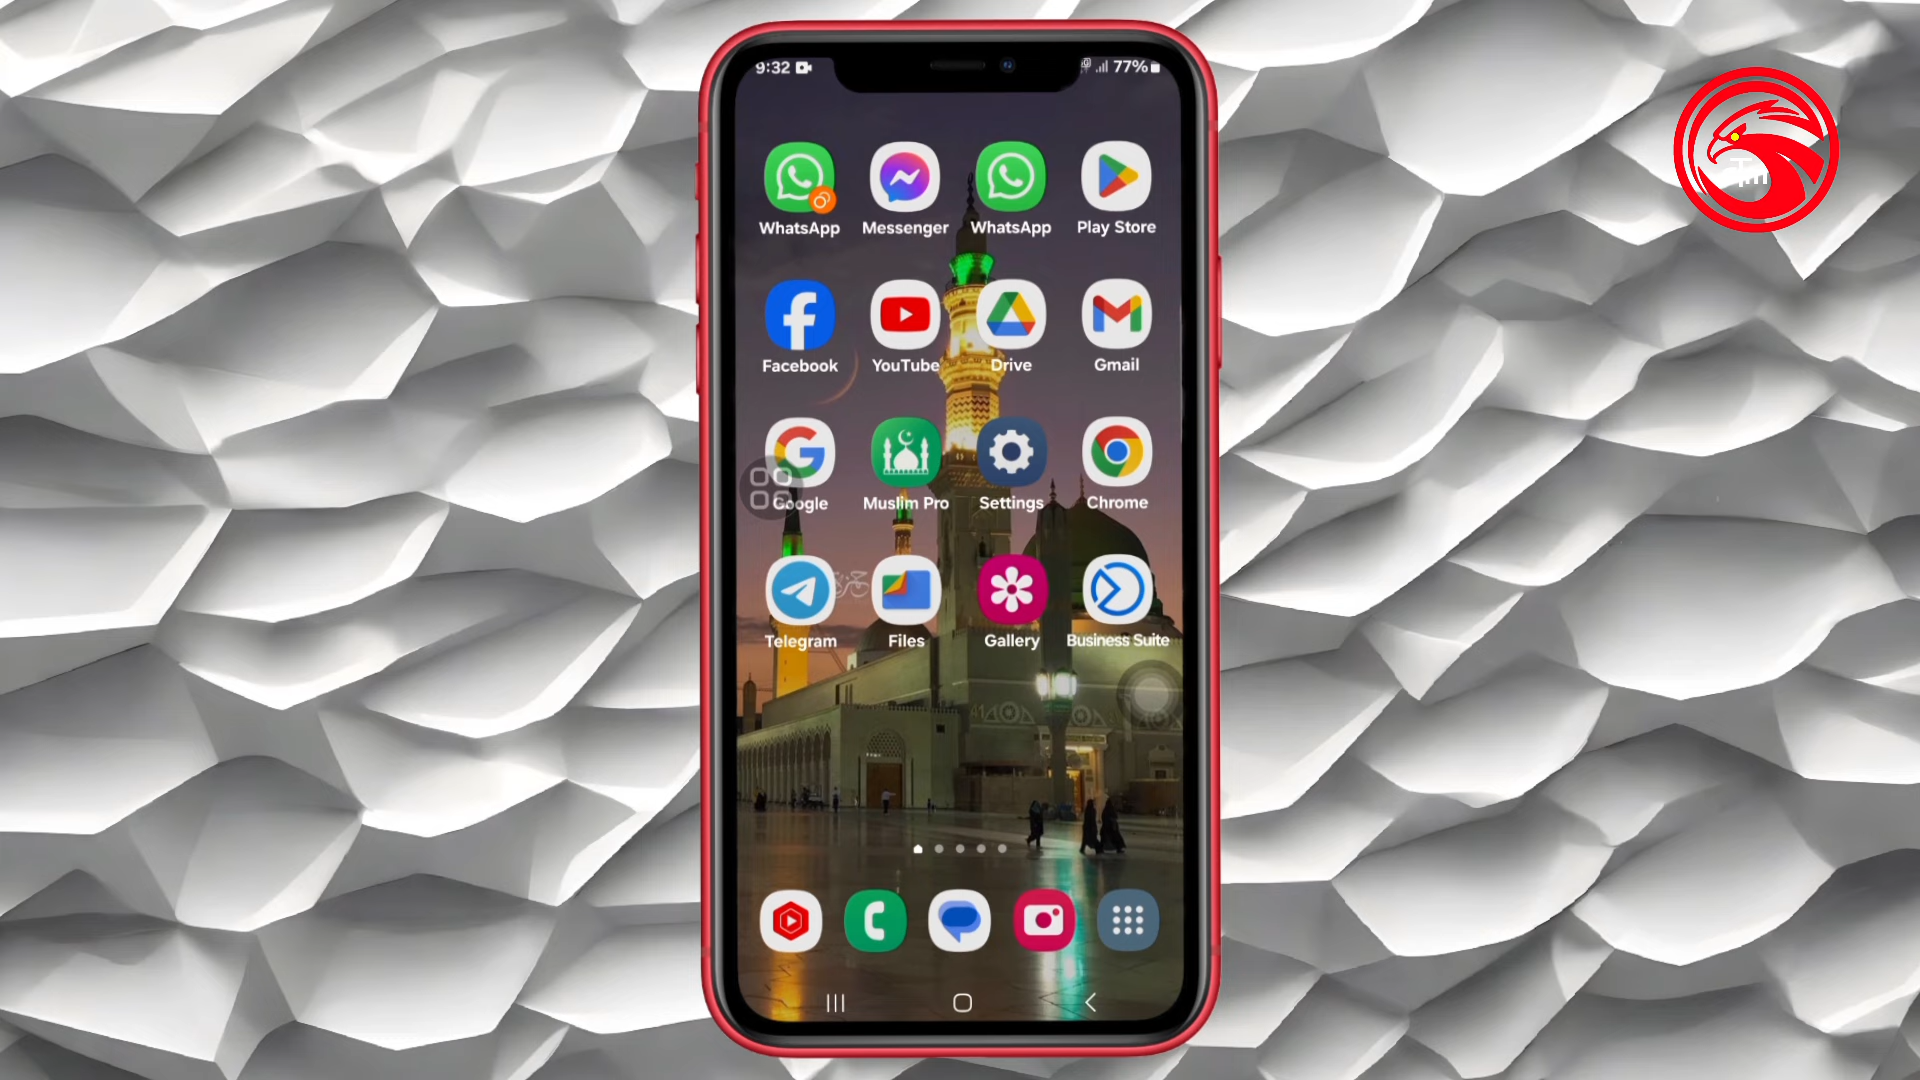 9:32 77%
Tm
WhatsApp Messenger WhatsApp Play Store
Facebook YouTube Drive Gmail
Google Muslim Pro Settings Chrome
Telegram Files Gallery Business Suite